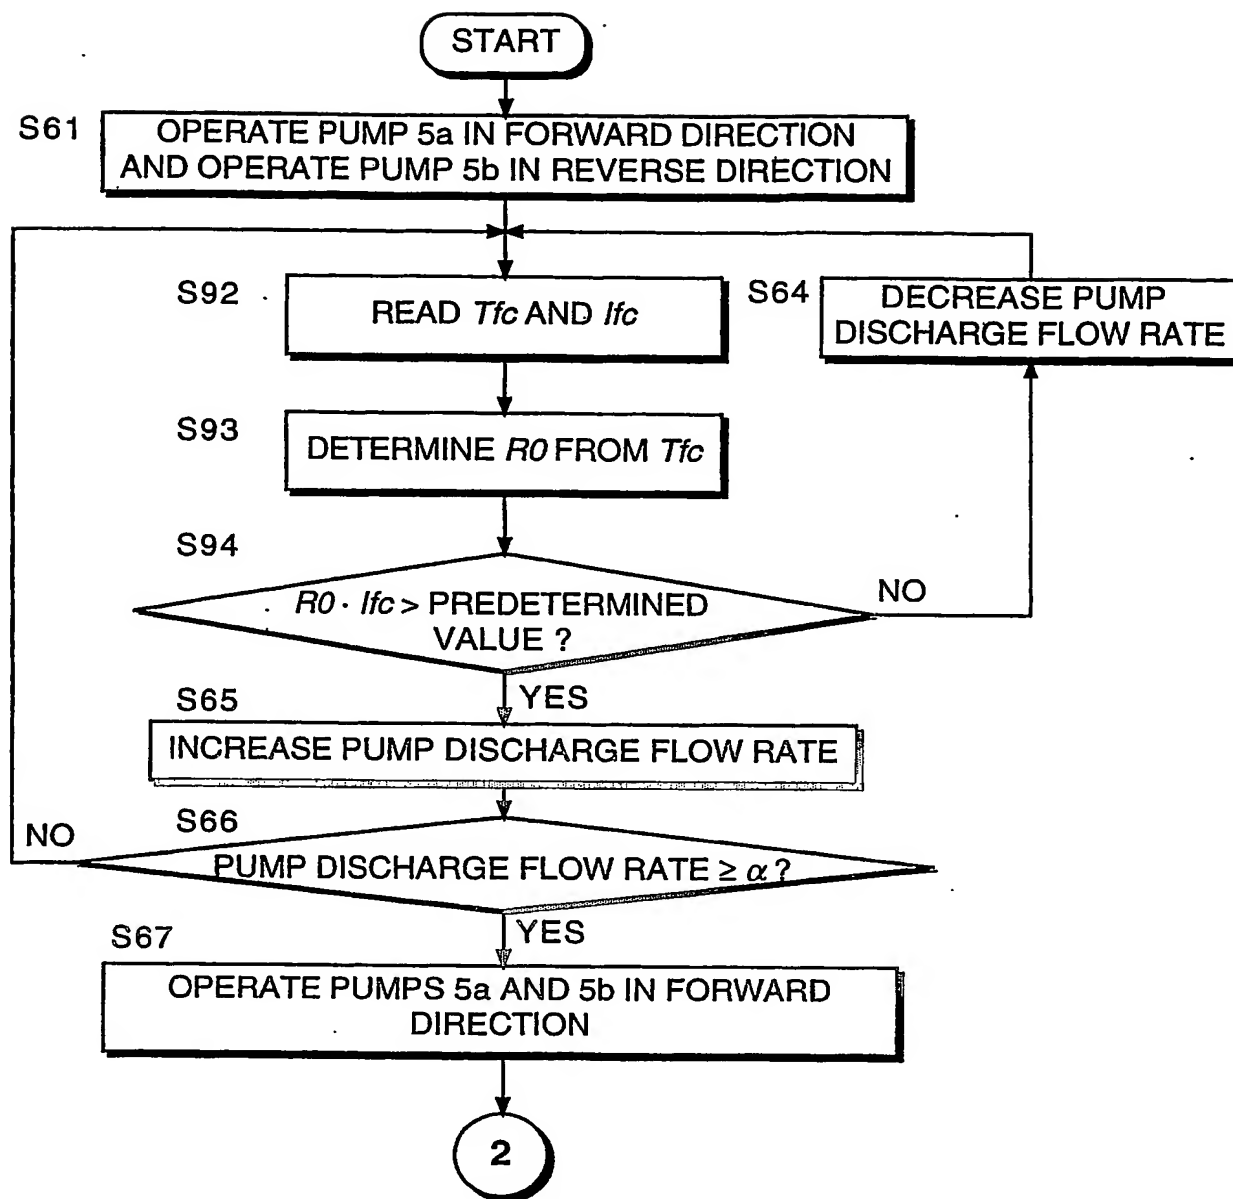 START
S61
OPERATE PUMP 5a IN FORWARD DIRECTION
AND OPERATE PUMP 5b IN REVERSE DIRECTION
S92
READ Tfc AND Ifc
S64
DECREASE PUMP
DISCHARGE FLOW RATE
S93
DETERMINE R0 FROM Tfc
S94
R0 · Ifc > PREDETERMINED
VALUE ?
NO
YES
S65
INCREASE PUMP DISCHARGE FLOW RATE
S66
NO
PUMP DISCHARGE FLOW RATE ≥ α ?
YES
S67
OPERATE PUMPS 5a AND 5b IN FORWARD
DIRECTION
2